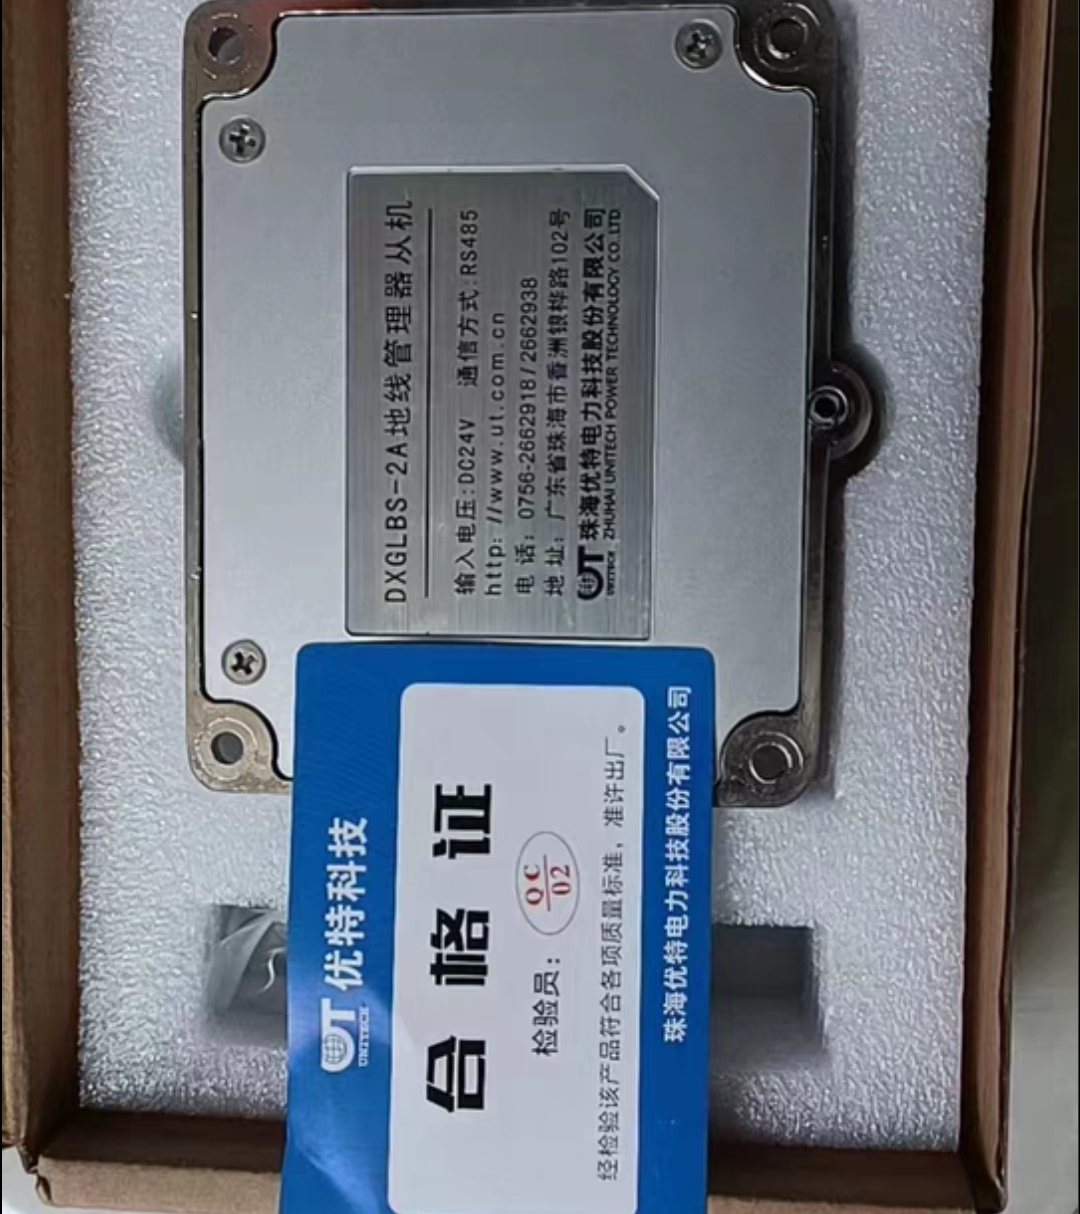 DXGLBS-2A地线管理器从机
输入电压:DC24V 通信方式:RS485
http://www.ut.com.cn
电话: 0756-2662918/2662938
地址: 广东省珠海市香洲银桦路102号
UT 珠海优特电力科技股份有限公司
UNITECH ZHUHAI UNITECH POWER TECHNOLOGY CO.,LTD
UT 优特科技
UNITECH
合格证
检验员: QC
02
经检验该产品符合各项质量标准，准许出厂。
珠海优特电力科技股份有限公司